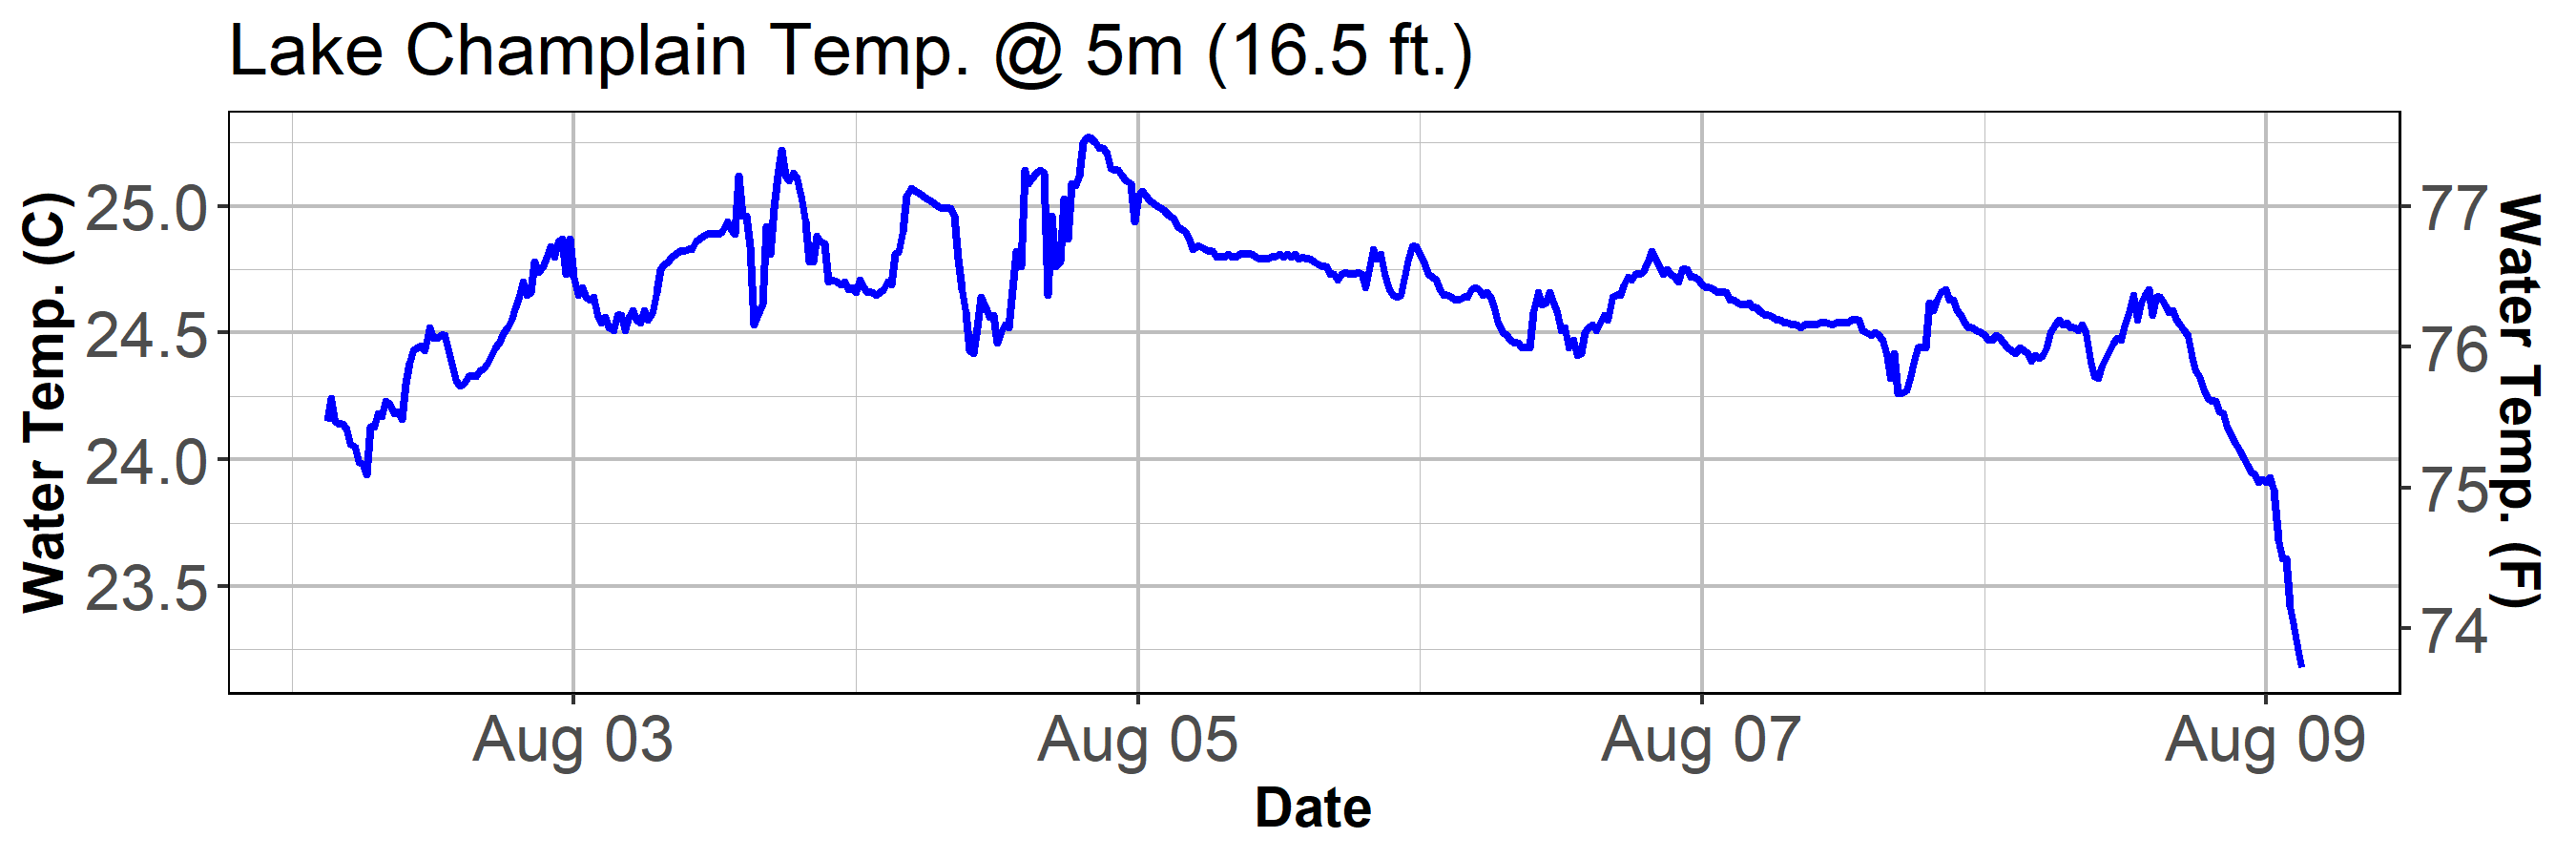 Lake Champlain Temp. @ 5m (16.5 ft.)
Water Temp. (C)
25.0
24.5
24.0
23.5
77
76
75
74
Water Temp. (F)
Aug 03 Aug 05 Aug 07 Aug 09
Date